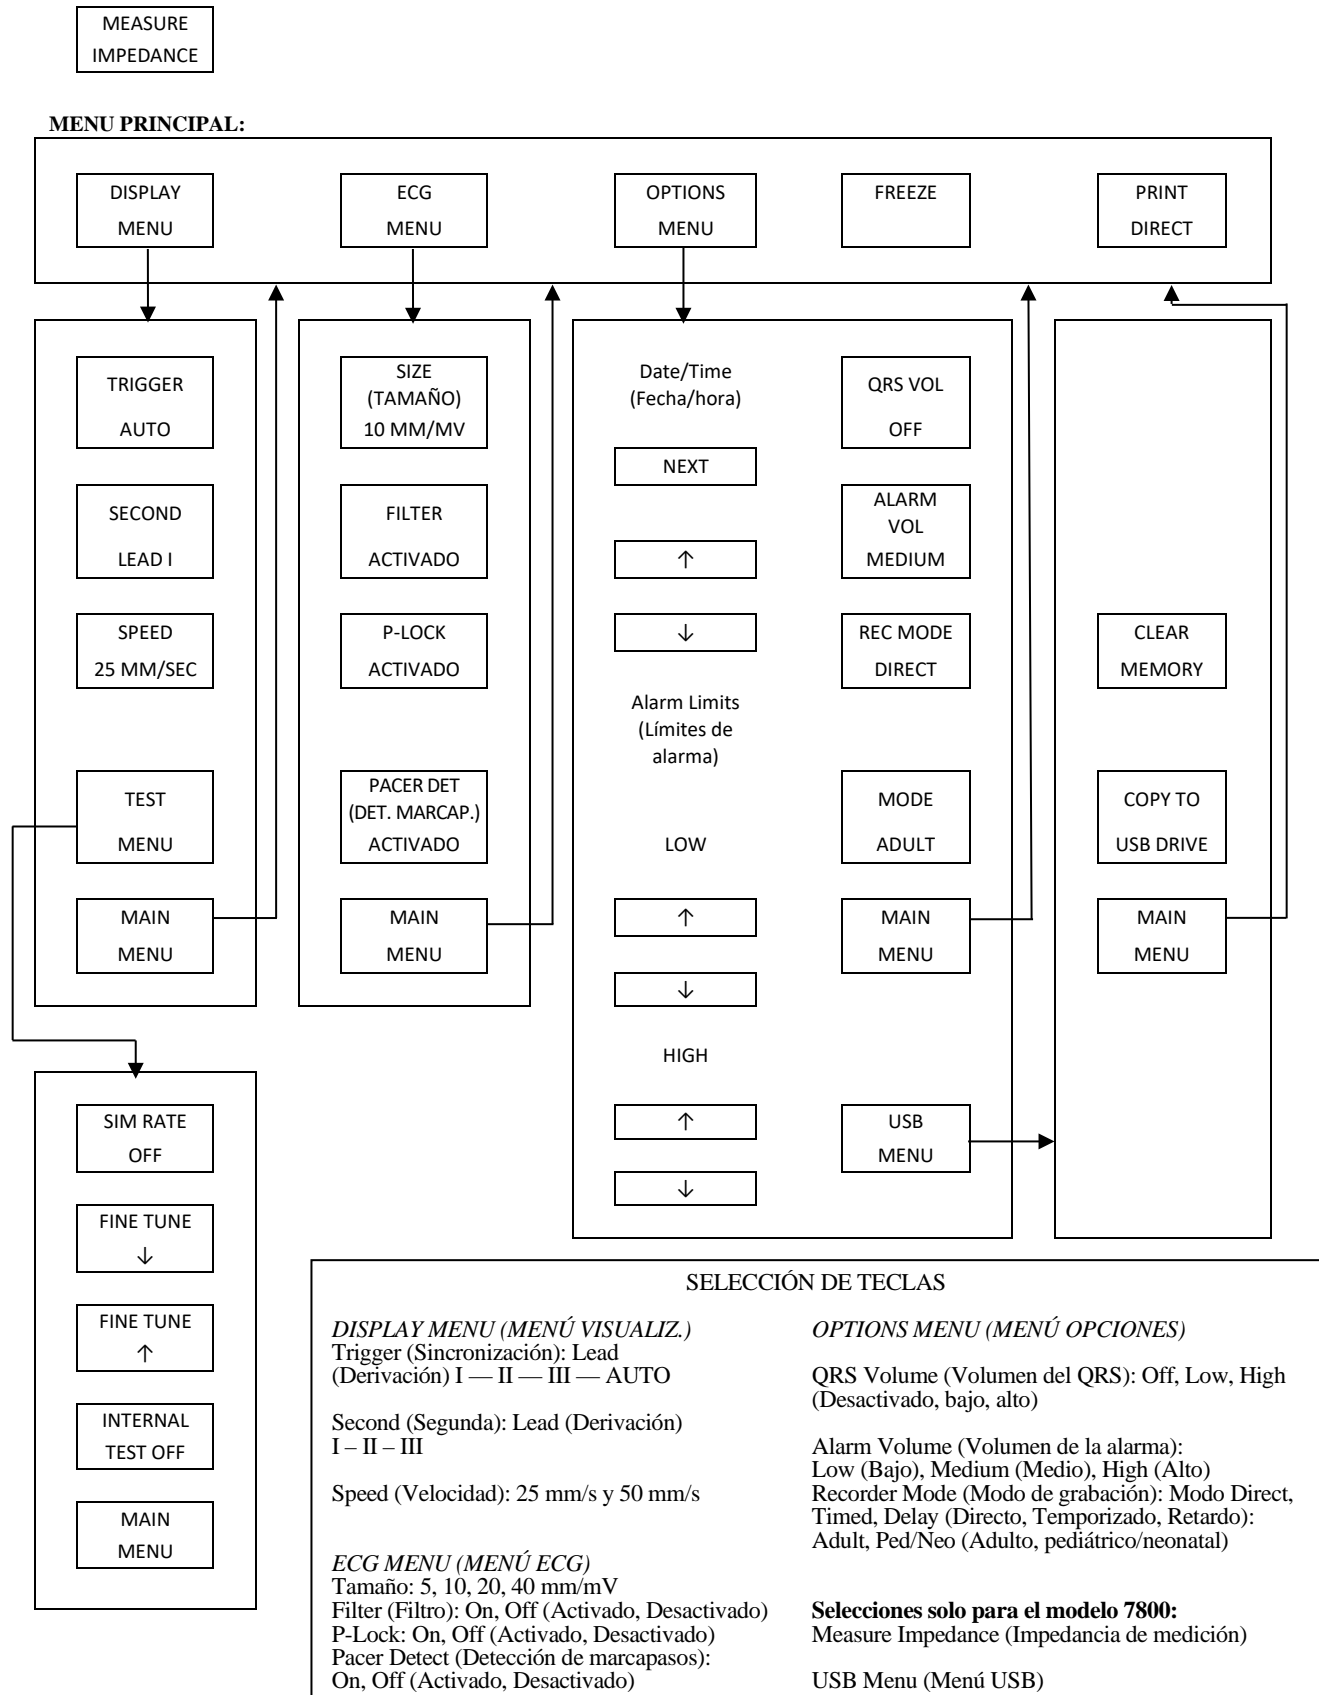 MEASURE
IMPEDANCE
MENU PRINCIPAL:
DISPLAY
MENU
ECG
MENU
OPTIONS
MENU
FREEZE
PRINT
DIRECT
TRIGGER
AUTO
SECOND
LEAD I
SPEED
25 MM/SEC
TEST
MENU
MAIN
MENU
SIZE
(TAMAÑO)
10 MM/MV
FILTER
ACTIVADO
P-LOCK
ACTIVADO
PACER DET
(DET. MARCAP.)
ACTIVADO
MAIN
MENU
Date/Time
(Fecha/hora)
NEXT
↑
↓
Alarm Limits
(Límites de
alarma)
LOW
↑
↓
HIGH
↑
↓
QRS VOL
OFF
ALARM
VOL
MEDIUM
REC MODE
DIRECT
MODE
ADULT
MAIN
MENU
USB
MENU
CLEAR
MEMORY
COPY TO
USB DRIVE
MAIN
MENU
SIM RATE
OFF
FINE TUNE
↓
FINE TUNE
↑
INTERNAL
TEST OFF
MAIN
MENU
SELECCIÓN DE TECLAS
DISPLAY MENU (MENÚ VISUALIZ.)
Trigger (Sincronización): Lead
(Derivación) I — II — III — AUTO
Second (Segunda): Lead (Derivación)
I – II – III
Speed (Velocidad): 25 mm/s y 50 mm/s
ECG MENU (MENÚ ECG)
Tamaño: 5, 10, 20, 40 mm/mV
Filter (Filtro): On, Off (Activado, Desactivado)
P-Lock: On, Off (Activado, Desactivado)
Pacer Detect (Detección de marcapasos):
On, Off (Activado, Desactivado)
OPTIONS MENU (MENÚ OPCIONES)
QRS Volume (Volumen del QRS): Off, Low, High
(Desactivado, bajo, alto)
Alarm Volume (Volumen de la alarma):
Low (Bajo), Medium (Medio), High (Alto)
Recorder Mode (Modo de grabación): Modo Direct,
Timed, Delay (Directo, Temporizado, Retardo):
Adult, Ped/Neo (Adulto, pediátrico/neonatal)
Selecciones solo para el modelo 7800:
Measure Impedance (Impedancia de medición)
USB Menu (Menú USB)